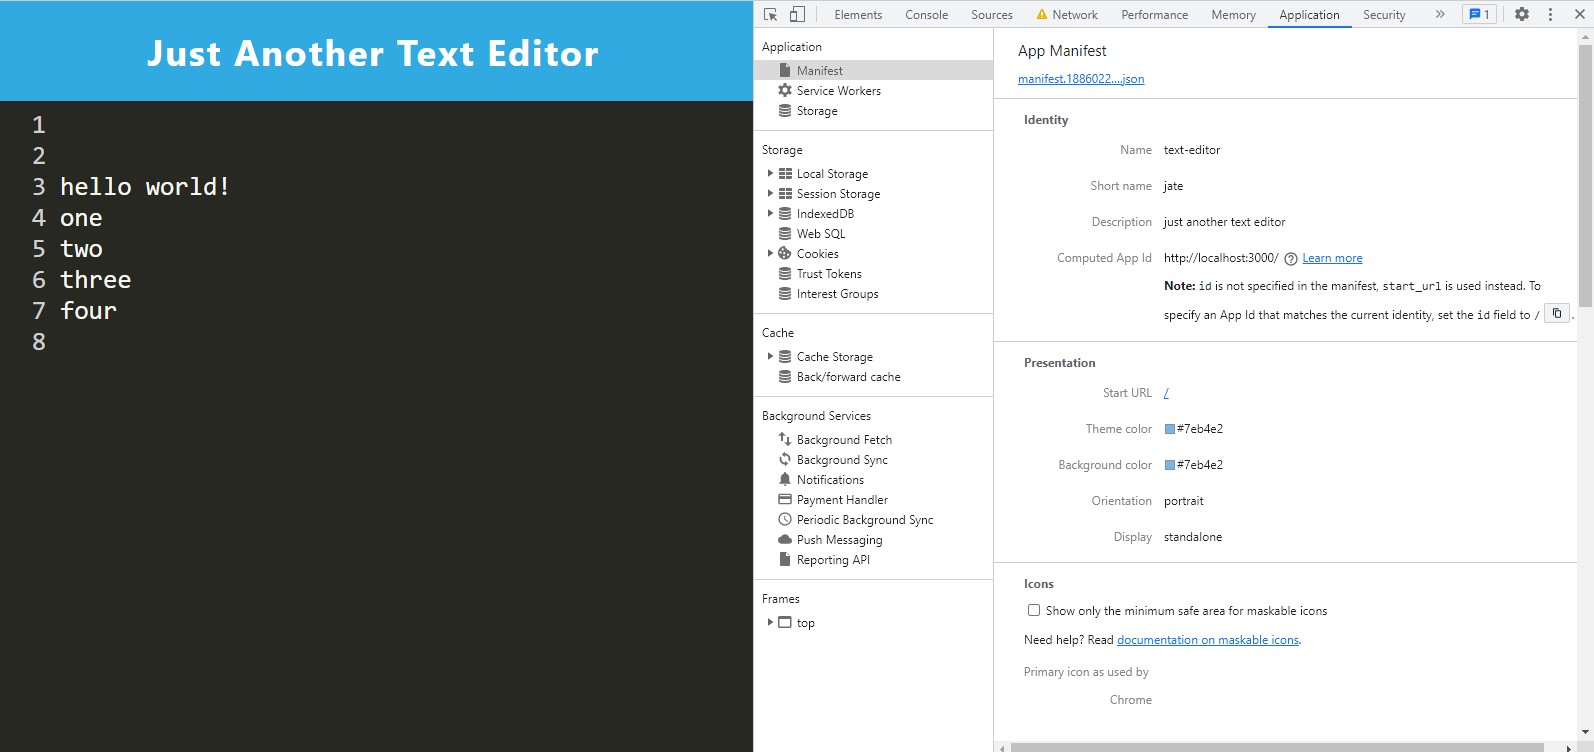 Just Another Text Editor
1
2
3 hello world!
4 one
5 two
6 three
7 four
8
Elements Console Sources Network Performance Memory Application Security » 1
Application
Manifest
Service Workers
Storage
Storage
Local Storage
Session Storage
IndexedDB
Web SQL
Cookies
Trust Tokens
Interest Groups
Cache
Cache Storage
Back/forward cache
Background Services
Background Fetch
Background Sync
Notifications
Payment Handler
Periodic Background Sync
Push Messaging
Reporting API
Frames
top
App Manifest
manifest.1886022....json
Identity
Name text-editor
Short name jate
Description just another text editor
Computed App Id http://localhost:3000/ Learn more
Note: id is not specified in the manifest, start_url is used instead. To
specify an App Id that matches the current identity, set the id field to / .
Presentation
Start URL /
Theme color #7eb4e2
Background color #7eb4e2
Orientation portrait
Display standalone
Icons
Show only the minimum safe area for maskable icons
Need help? Read documentation on maskable icons.
Primary icon as used by
Chrome